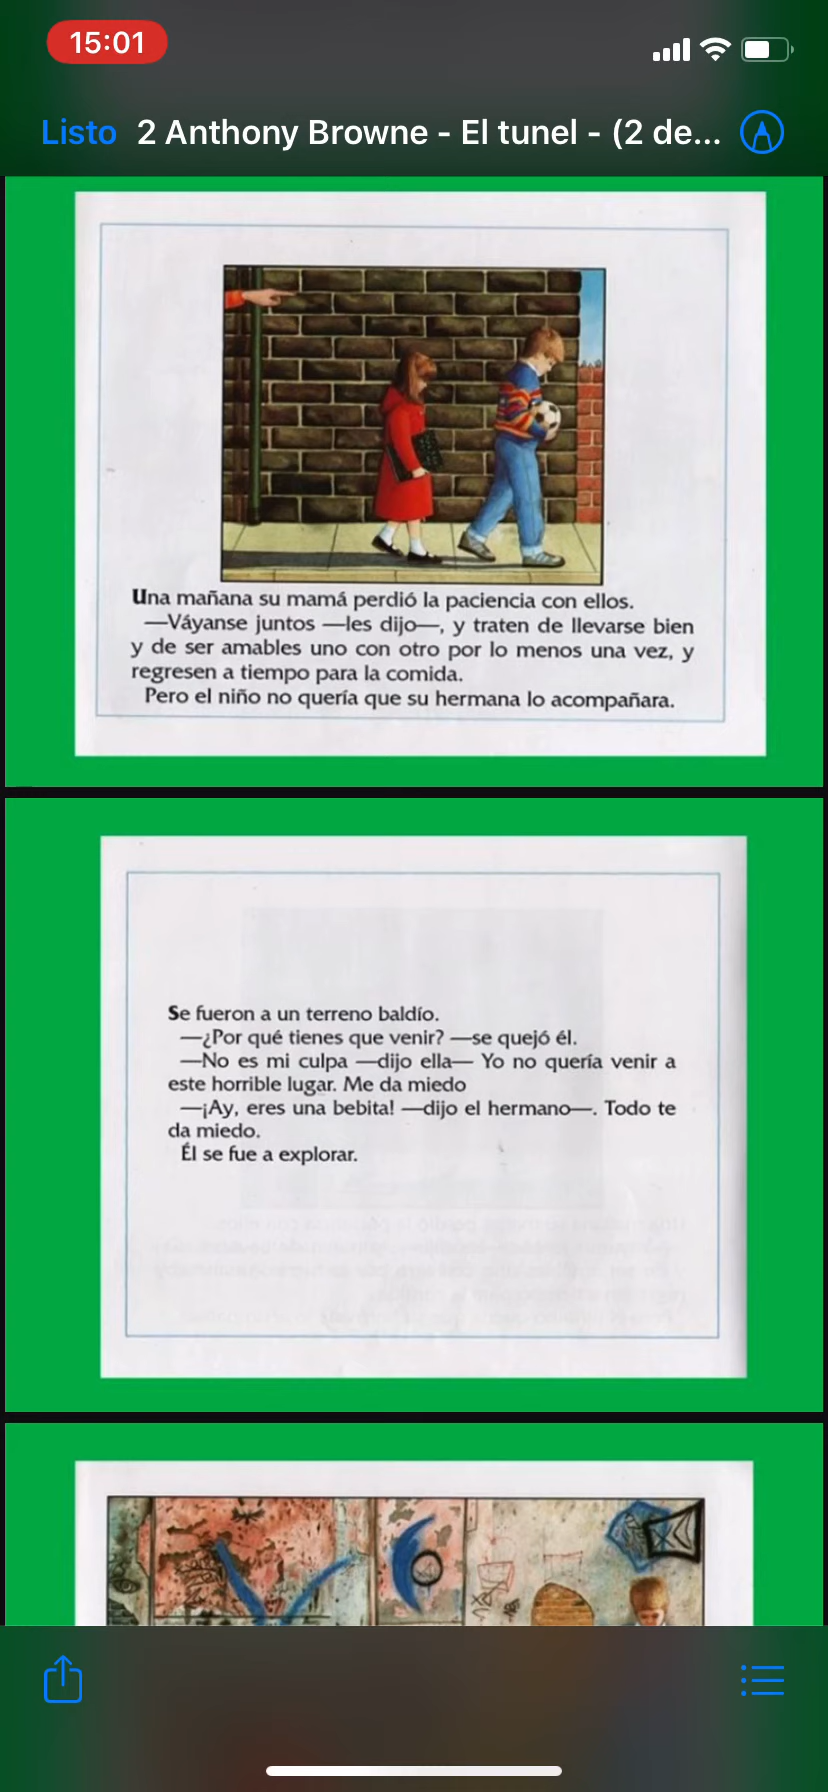 15:01
Listo 2 Anthony Browne - El tunel - (2 de...
Una mañana su mamá perdió la paciencia con ellos.
—Váyanse juntos —les dijo—, y traten de llevarse bien
y de ser amables uno con otro por lo menos una vez, y
regresen a tiempo para la comida.
Pero el niño no quería que su hermana lo acompañara.
Se fueron a un terreno baldío.
—¿Por qué tienes que venir? —se quejó él.
—No es mi culpa —dijo ella— Yo no quería venir a
este horrible lugar. Me da miedo
—¡Ay, eres una bebita! —dijo el hermano—. Todo te
da miedo.
Él se fue a explorar.